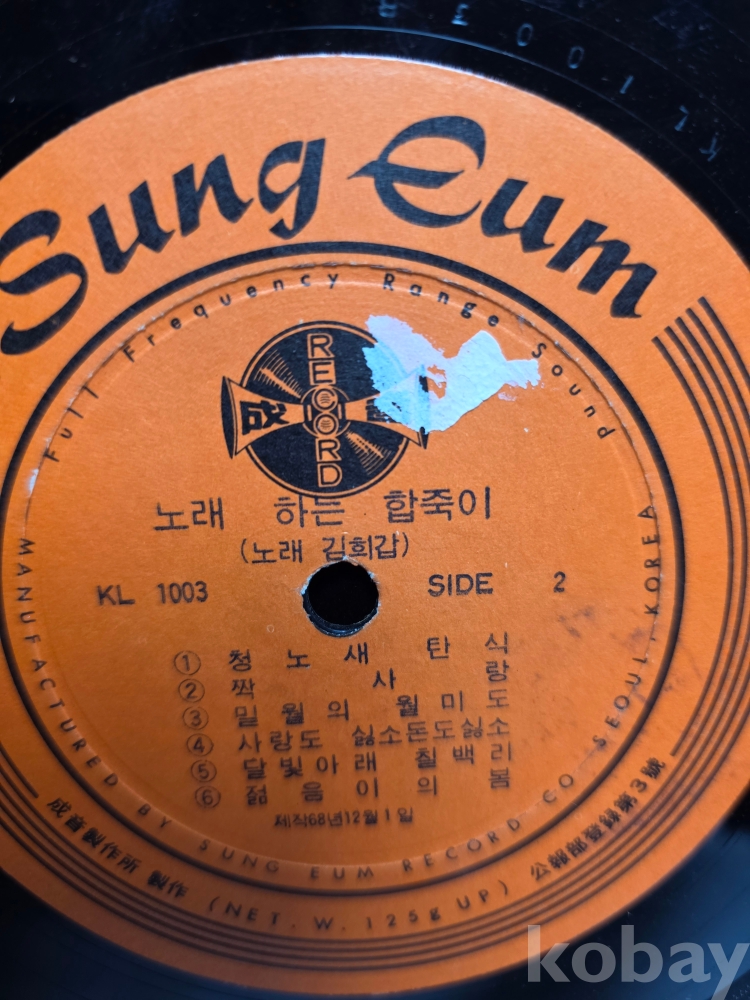 KL 1003 A
Sung Eum
Full Frequency Range Sound
RECORD
成
노래 하는 합죽이
(노래 김희갑)
KL 1003 SIDE 2
① 청노새 탄식
② 짝사랑
③ 밀월의 월미도
④ 사랑도 싫소돈도싫소
⑤ 달빛아래 칠백리
⑥ 젊음이의 봄
제작68년12월1일
MANUFACTURED BY SUNG EUM RECORD CO. SEOUL, KOREA
成音製作所 製作 (NET. W. 125g UP) 公報部登録第3號
kobay